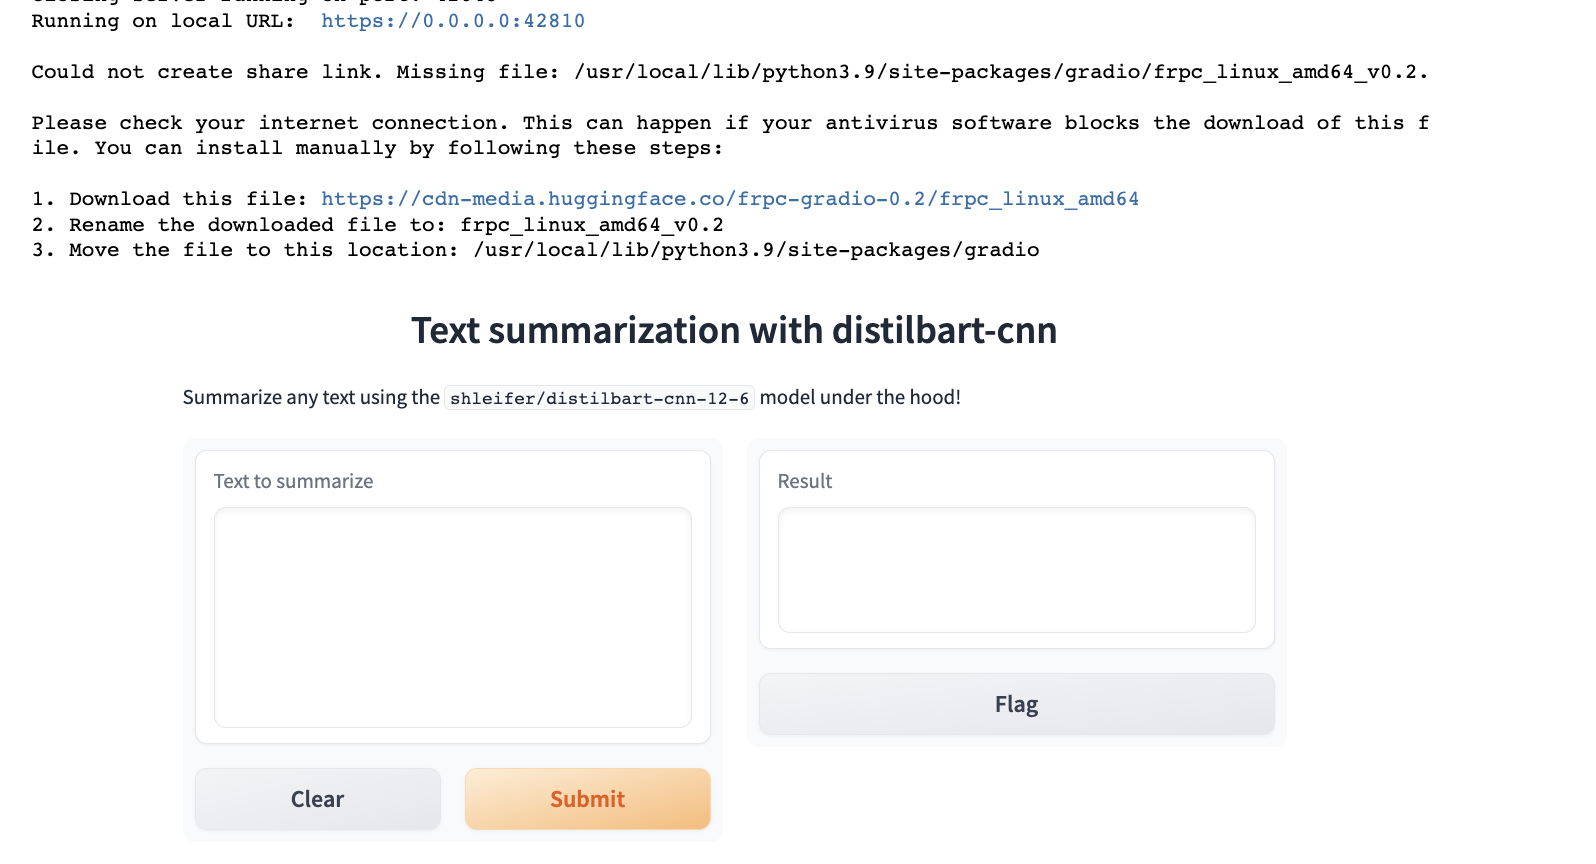 Running on local URL:  https://0.0.0.0:42810
Could not create share link. Missing file: /usr/local/lib/python3.9/site-packages/gradio/frpc_linux_amd64_v0.2.
Please check your internet connection. This can happen if your antivirus software blocks the download of this f
ile. You can install manually by following these steps:
1. Download this file: https://cdn-media.huggingface.co/frpc-gradio-0.2/frpc_linux_amd64
2. Rename the downloaded file to: frpc_linux_amd64_v0.2
3. Move the file to this location: /usr/local/lib/python3.9/site-packages/gradio
Text summarization with distilbart-cnn
Summarize any text using the shleifer/distilbart-cnn-12-6 model under the hood!
Text to summarize
Result
Flag
Clear
Submit